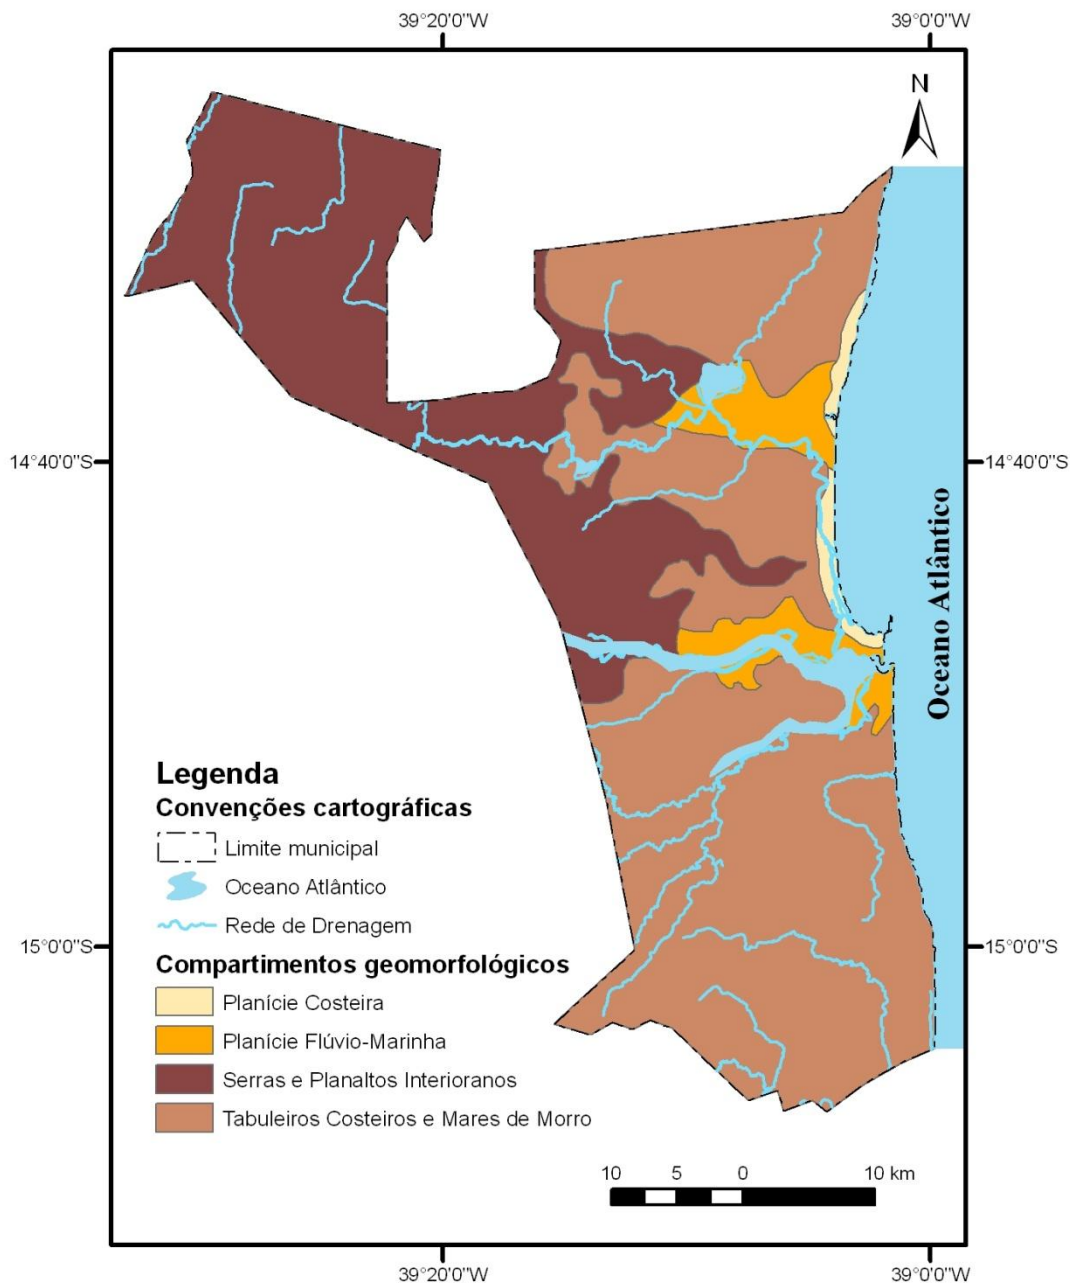 39°20'0"W
39°0'0"W
N
14°40'0"S
14°40'0"S
Oceano Atlântico
Legenda
Convenções cartográficas
Limite municipal
Oceano Atlântico
Rede de Drenagem
15°0'0"S
15°0'0"S
Compartimentos geomorfológicos
Planície Costeira
Planície Flúvio-Marinha
Serras e Planaltos Interioranos
Tabuleiros Costeiros e Mares de Morro
10 5 0 10 km
39°20'0"W
39°0'0"W